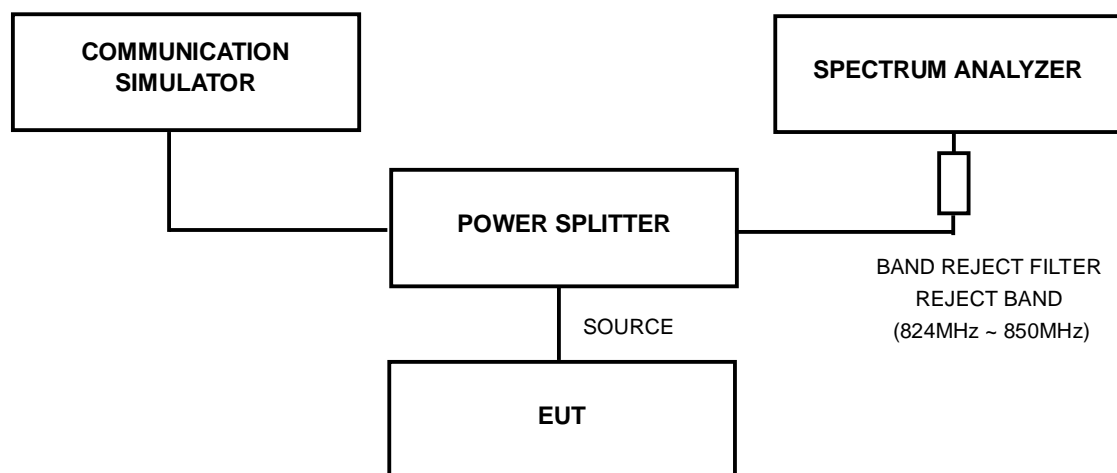 COMMUNICATION
SIMULATOR
SPECTRUM ANALYZER
POWER SPLITTER
BAND REJECT FILTER
REJECT BAND
(824MHz ~ 850MHz)
SOURCE
EUT